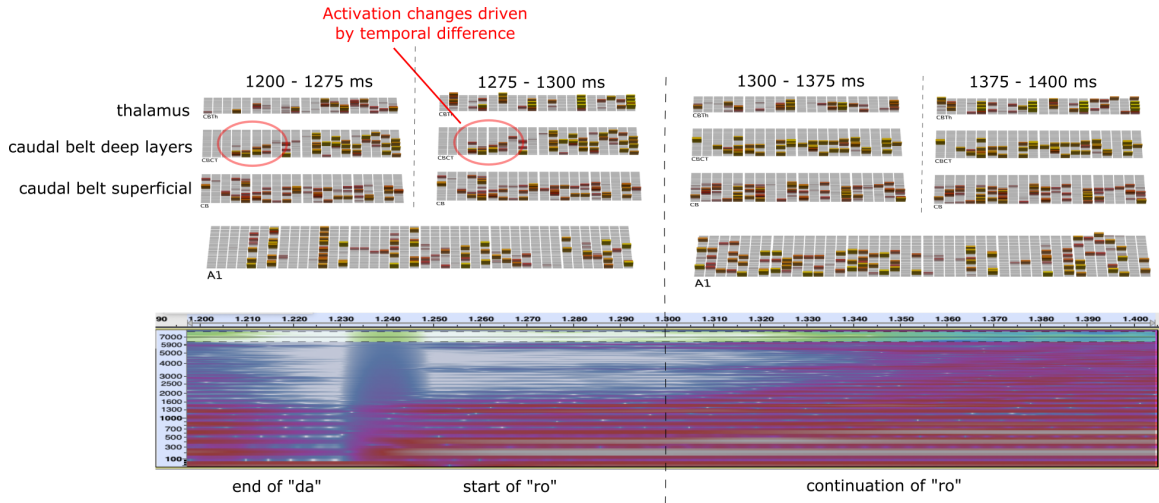 Activation changes driven
by temporal difference
1200 - 1275 ms
1275 - 1300 ms
1300 - 1375 ms
1375 - 1400 ms
thalamus
CBTh
CBTh
CBTh
CBTh
caudal belt deep layers
CBCT
CBCT
CBCT
CBCT
caudal belt superficial
CB
CB
CB
CB
A1
A1
90 1.200 1.210 1.220 1.230 1.240 1.250 1.260 1.270 1.280 1.290 1.300 1.310 1.320 1.330 1.340 1.350 1.360 1.370 1.380 1.390 1.400
7000
5900
5000
4000
3000
2500
2000
1600
1300
1000
700
500
300
100
end of "da"
start of "ro"
continuation of "ro"